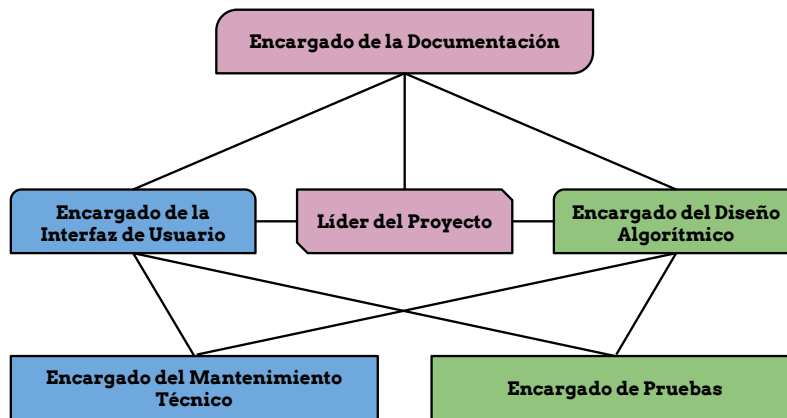 Encargado de la Documentación
Encargado de la
Interfaz de Usuario
Líder del Proyecto
Encargado del Diseño
Algorítmico
Encargado del Mantenimiento
Técnico
Encargado de Pruebas